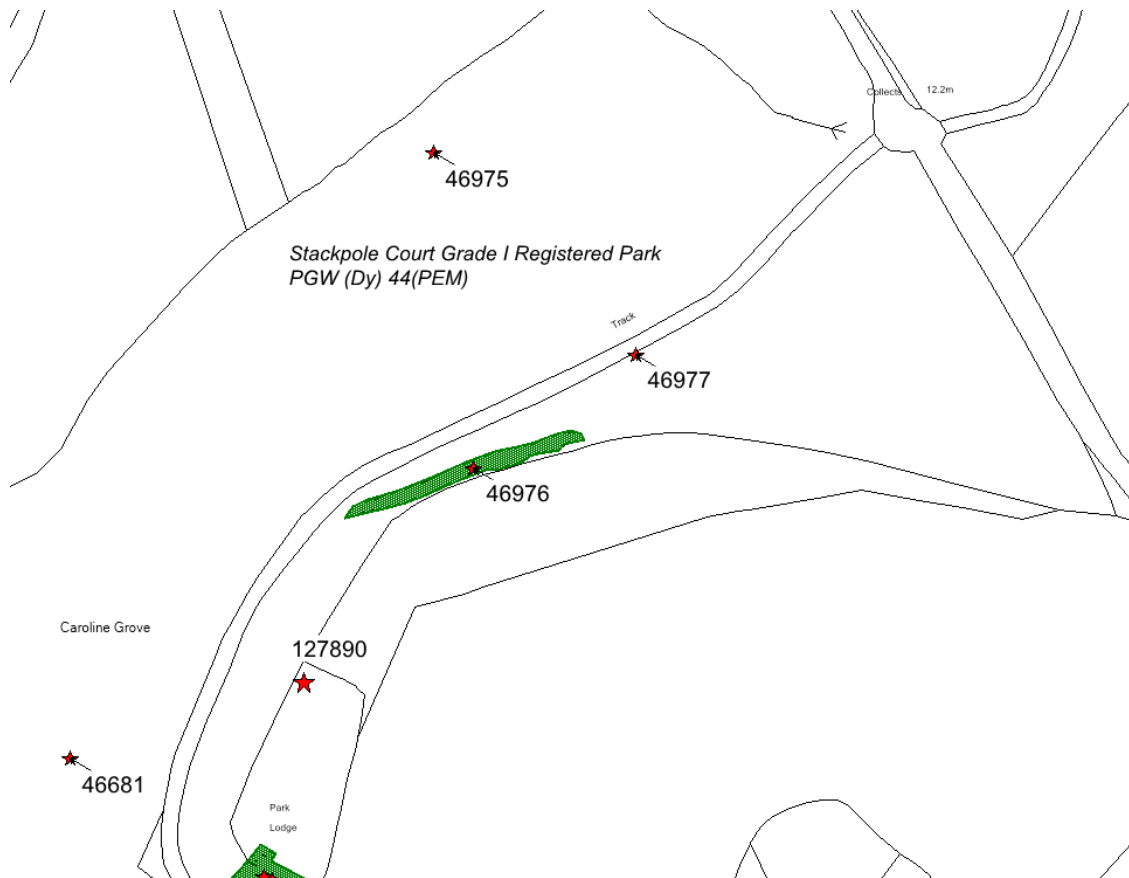 Collects 12.2m
46975
Stackpole Court Grade I Registered Park
PGW (Dy) 44(PEM)
Track
46977
46976
Caroline Grove
127890
46681
Park
Lodge